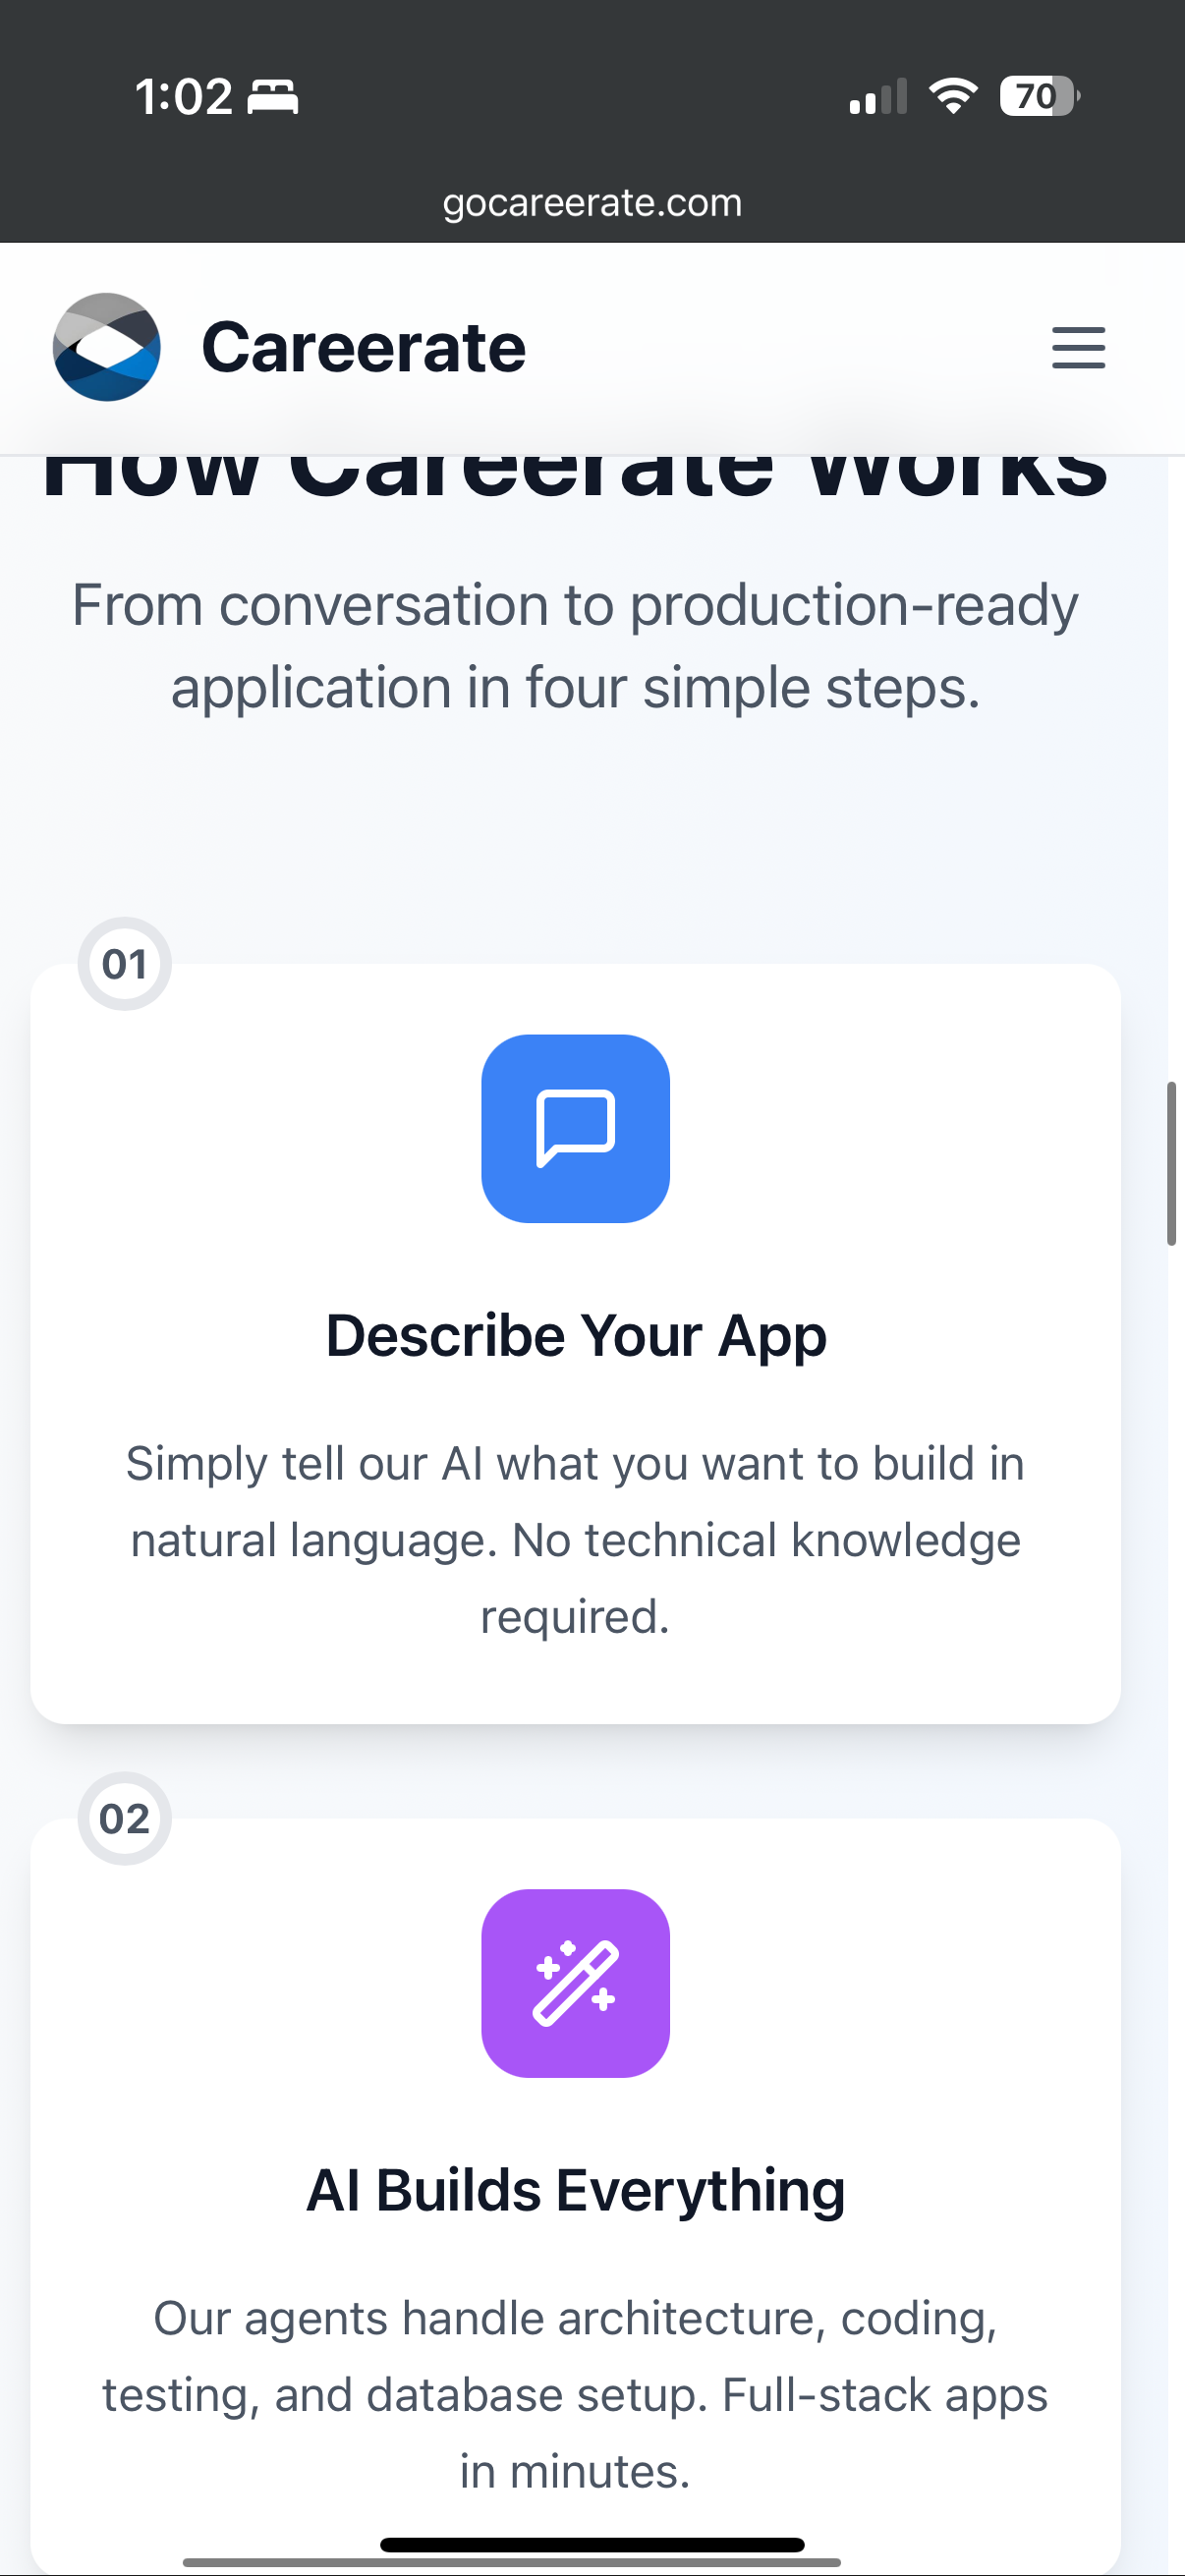 1:02
70
gocareerate.com
Careerate
How Careerate Works
From conversation to production-ready
application in four simple steps.
01
Describe Your App
Simply tell our AI what you want to build in
natural language. No technical knowledge
required.
02
AI Builds Everything
Our agents handle architecture, coding,
testing, and database setup. Full-stack apps
in minutes.